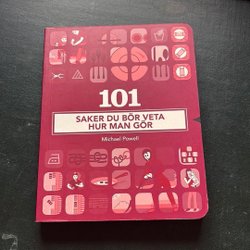 101
SAKER DU BÖR VETA
HUR MAN GÖR
Michael Powell